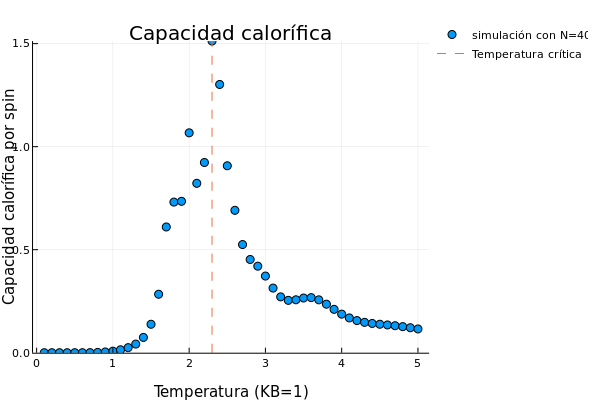 Capacidad calorífica
simulación con N=40
Temperatura crítica
Capacidad calorífica por spin
1.5
1.0
0.5
0.0
0 1 2 3 4 5
Temperatura (KB=1)